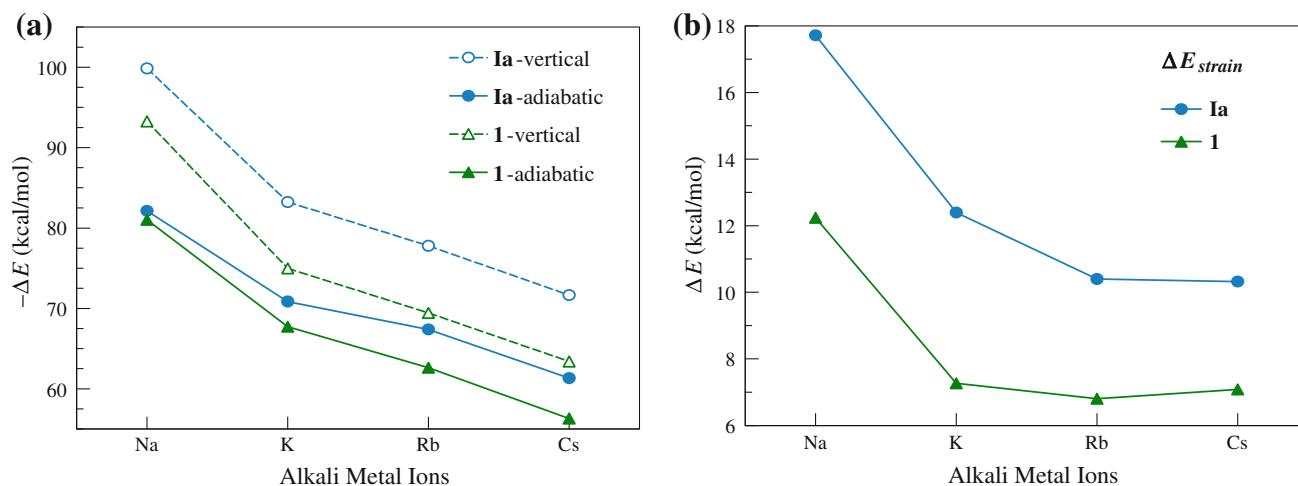 (a)
100
90
80
70
60
−ΔE (kcal/mol)
Ia-vertical
Ia-adiabatic
1-vertical
1-adiabatic
Na K Rb Cs
Alkali Metal Ions
(b)
18
16
14
12
10
8
6
ΔE (kcal/mol)
ΔE strain
Ia
1
Na K Rb Cs
Alkali Metal Ions